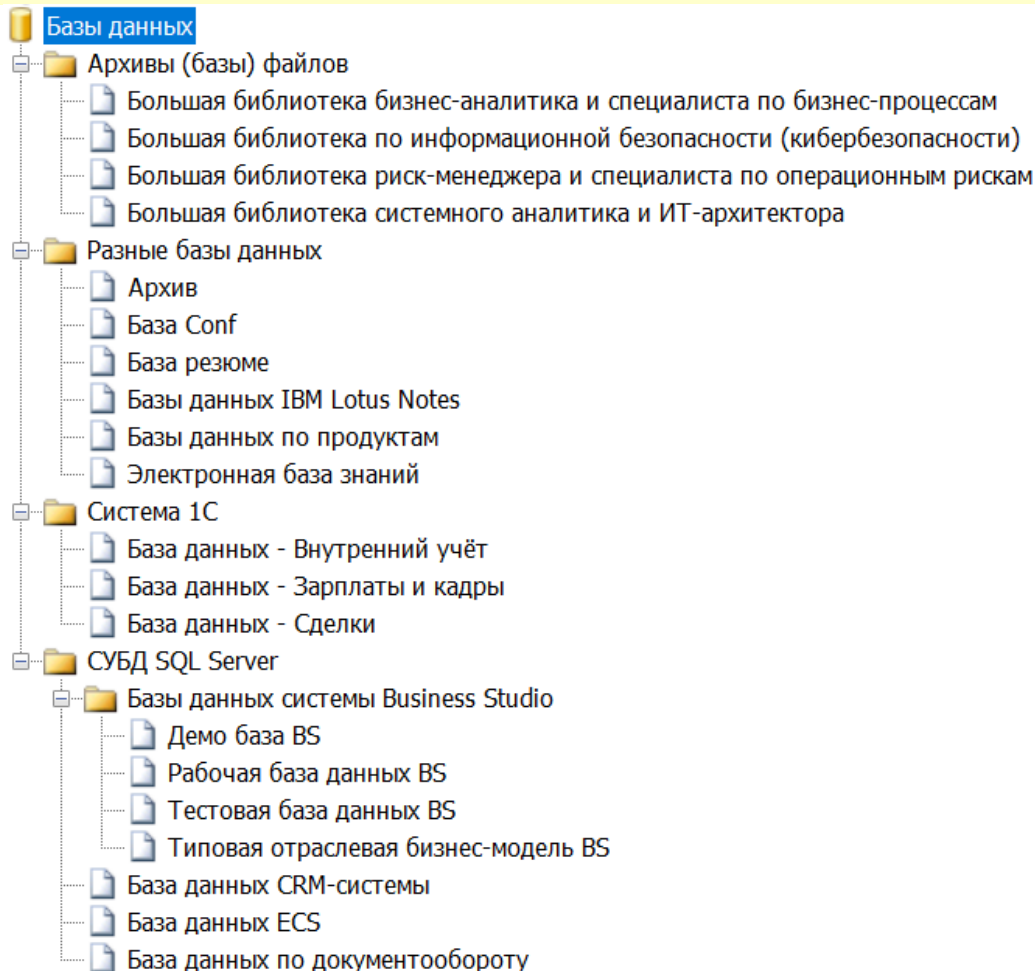 Базы данных
Архивы (базы) файлов
Большая библиотека бизнес-аналитика и специалиста по бизнес-процессам
Большая библиотека по информационной безопасности (кибербезопасности)
Большая библиотека риск-менеджера и специалиста по операционным рискам
Большая библиотека системного аналитика и ИТ-архитектора
Разные базы данных
Архив
База Conf
База резюме
Базы данных IBM Lotus Notes
Базы данных по продуктам
Электронная база знаний
Система 1С
База данных - Внутренний учёт
База данных - Зарплаты и кадры
База данных - Сделки
СУБД SQL Server
Базы данных системы Business Studio
Демо база BS
Рабочая база данных BS
Тестовая база данных BS
Типовая отраслевая бизнес-модель BS
База данных CRM-системы
База данных ECS
База данных по документообороту